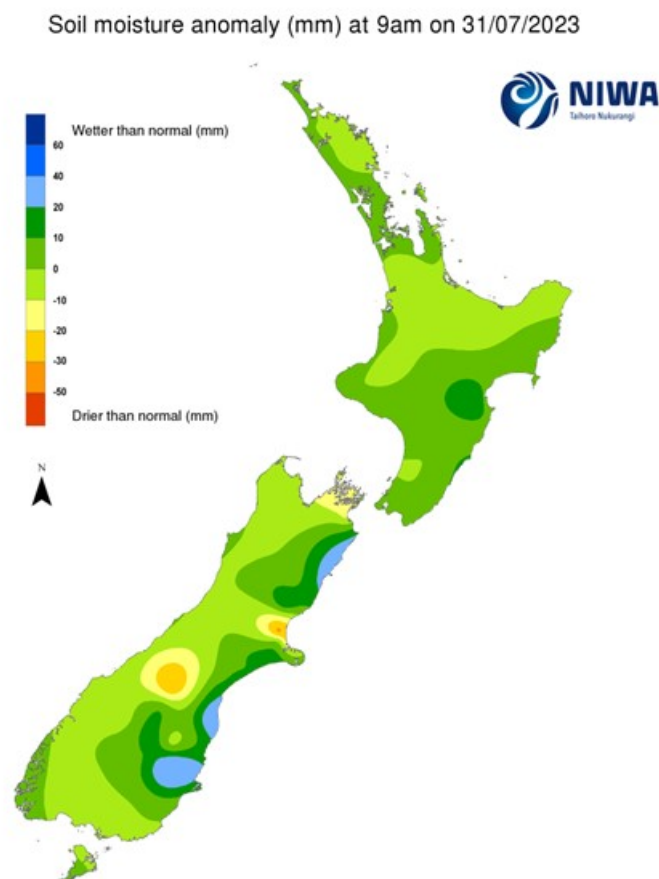 Soil moisture anomaly (mm) at 9am on 31/07/2023
NIWA
Taihoro Nukurangi
Wetter than normal (mm)
60
40
20
10
0
-10
-20
-30
-50
Drier than normal (mm)
N